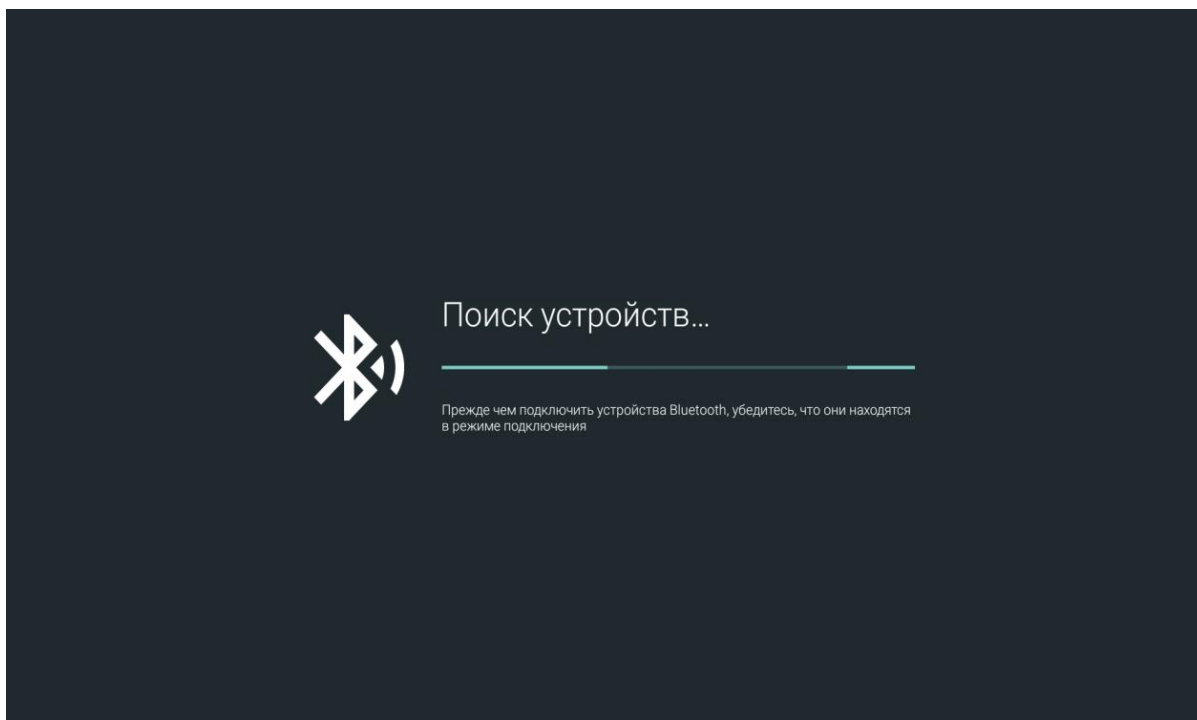 Поиск устройств...
Прежде чем подключить устройства Bluetooth, убедитесь, что они находятся
в режиме подключения